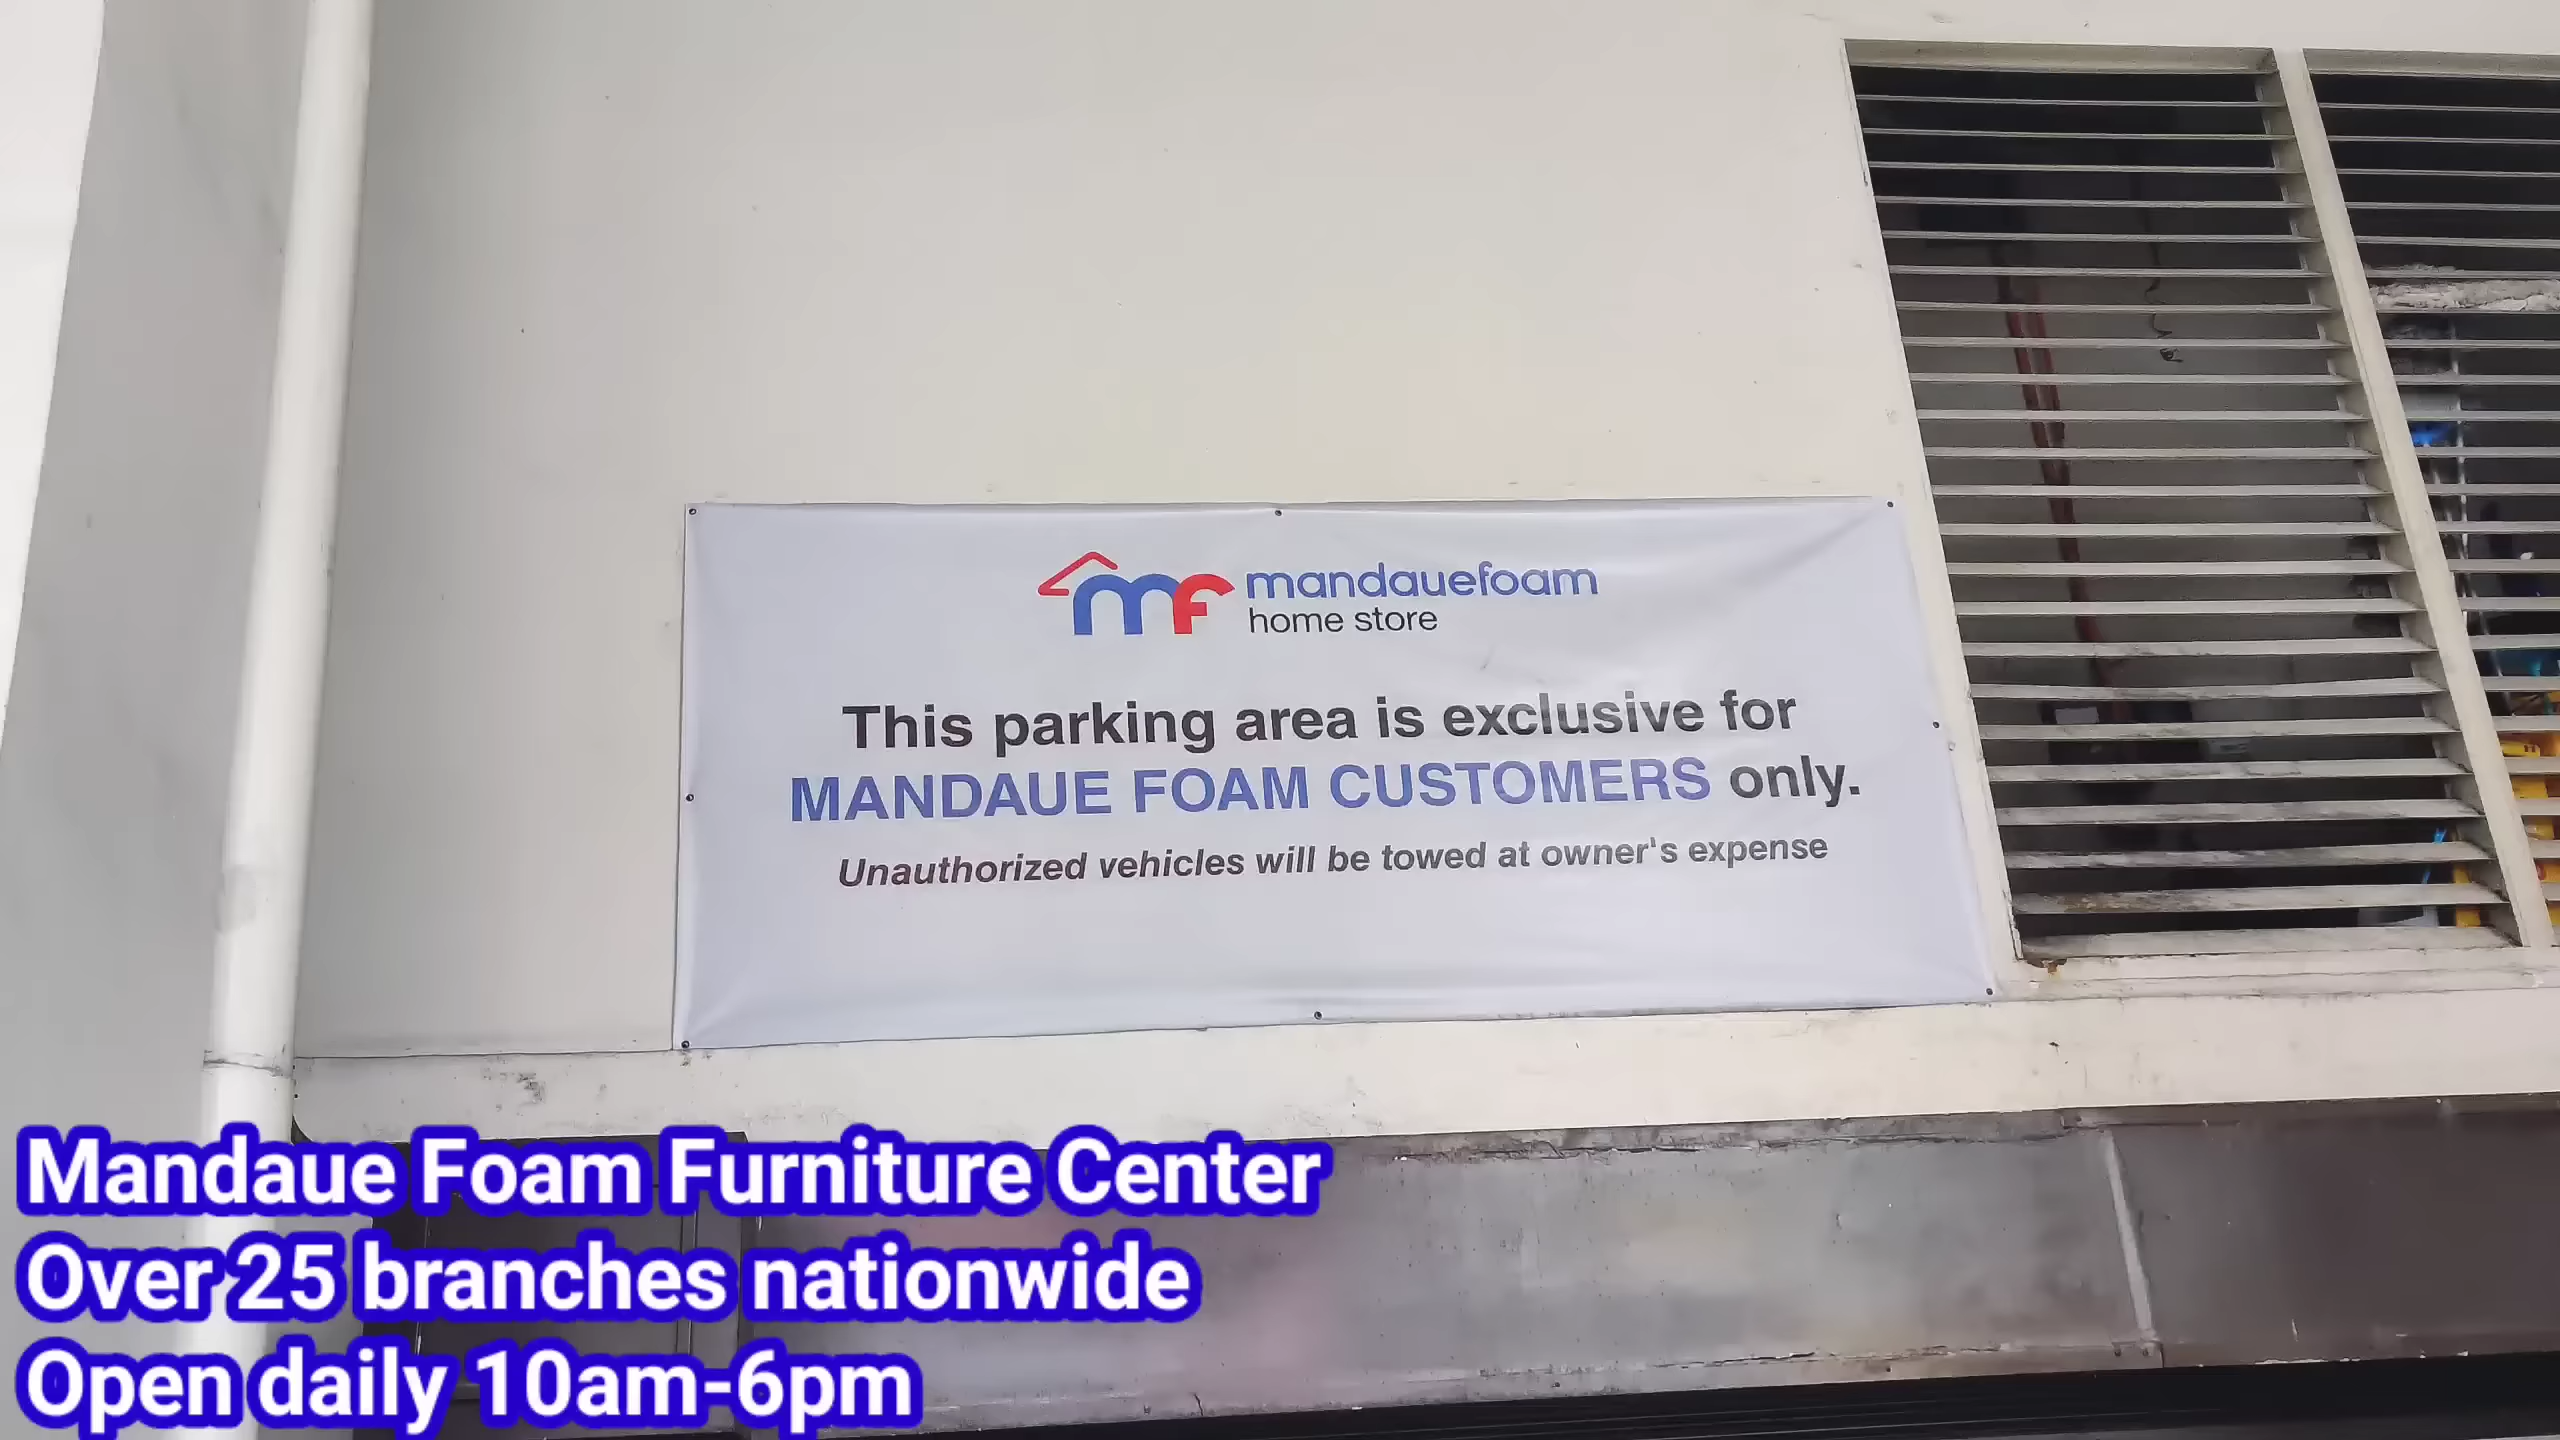 mf mandauefoam
home store
This parking area is exclusive for
MANDAUE FOAM CUSTOMERS only.
Unauthorized vehicles will be towed at owner's expense
Mandaue Foam Furniture Center
Over 25 branches nationwide
Open daily 10am-6pm